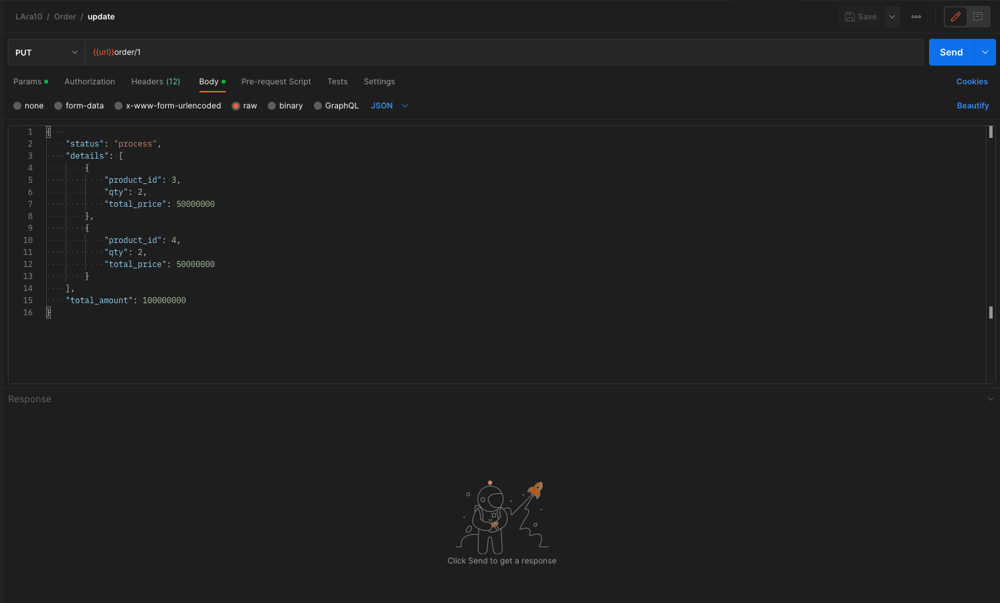 LAra10 / Order / update
Save
PUT
{{url}}order/1
Send
Params Authorization Headers (12) Body Pre-request Script Tests Settings Cookies
none form-data x-www-form-urlencoded raw binary GraphQL JSON Beautify
1 {
2 "status": "process",
3 "details": [
4 {
5 "product_id": 3,
6 "qty": 2,
7 "total_price": 50000000
8 },
9 {
10 "product_id": 4,
11 "qty": 2,
12 "total_price": 50000000
13 }
14 ],
15 "total_amount": 100000000
16 }
Response
Click Send to get a response